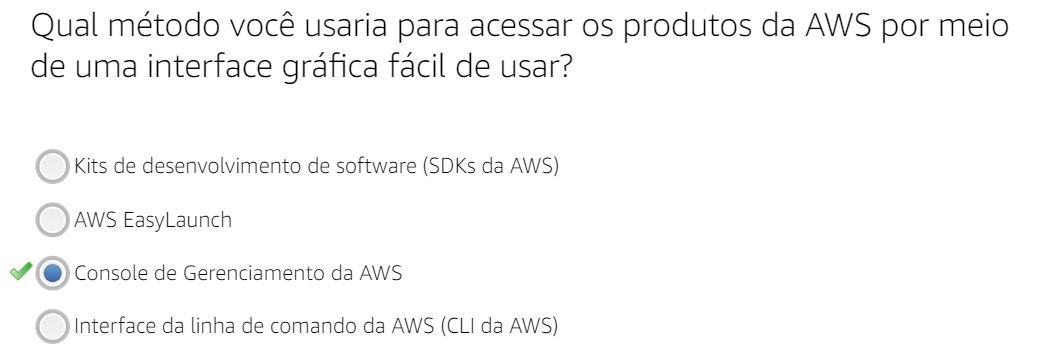 Qual método você usaria para acessar os produtos da AWS por meio
de uma interface gráfica fácil de usar?
Kits de desenvolvimento de software (SDKs da AWS)
AWS EasyLaunch
Console de Gerenciamento da AWS
Interface da linha de comando da AWS (CLI da AWS)